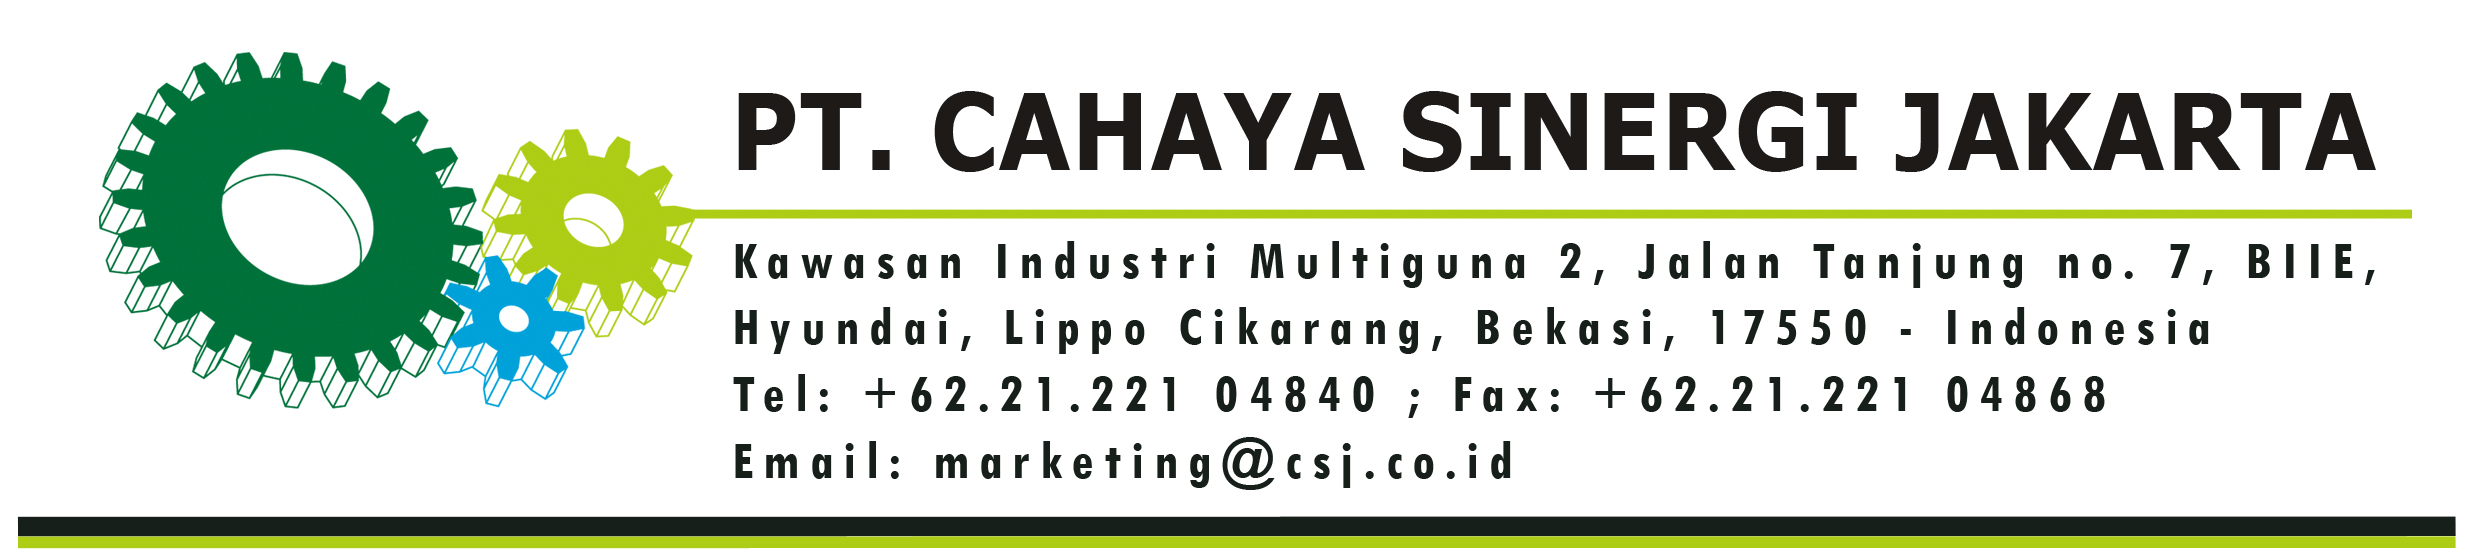 PT. CAHAYA SINERGI JAKARTA
Kawasan Industri Multiguna 2, Jalan Tanjung no. 7, BIIE,
Hyundai, Lippo Cikarang, Bekasi, 17550 - Indonesia
Tel: +62.21.221 04840 ; Fax: +62.21.221 04868
Email: marketing@csj.co.id